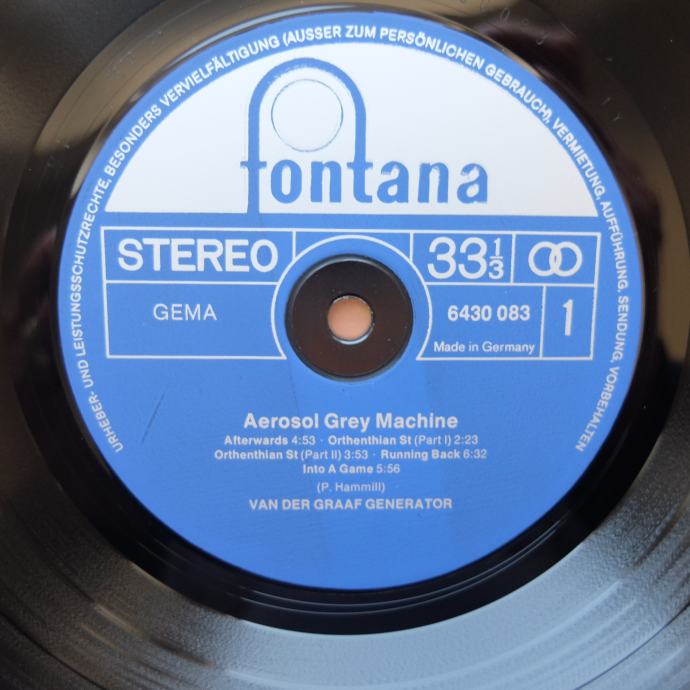 URHEBER- UND LEISTUNGSSCHUTZRECHTE, BESONDERS VERVIELFÄLTIGUNG (AUSSER ZUM PERSÖNLICHEN GEBRAUCH), VERMIETUNG, AUFFÜHRUNG, SENDUNG, VORBEHALTEN
fontana
STEREO 33⅓
GEMA 6430 083 1
Made in Germany
Aerosol Grey Machine
Afterwards 4:53 · Orthenthian St (Part I) 2:23
Orthenthian St (Part II) 3:53 · Running Back 6:32
Into A Game 5:56
(P. Hammill)
VAN DER GRAAF GENERATOR